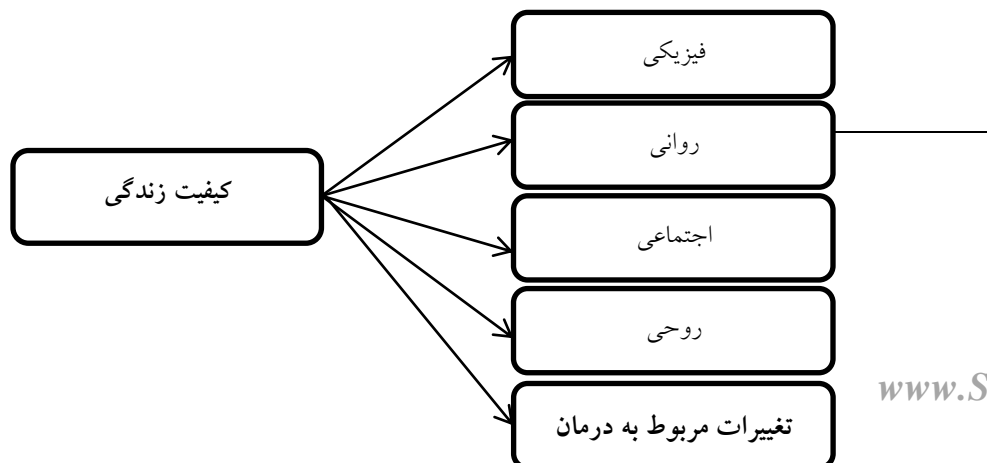 فیزیکی
روانی
کیفیت زندگی
اجتماعی
روحی
www.S
تغییرات مربوط به درمان